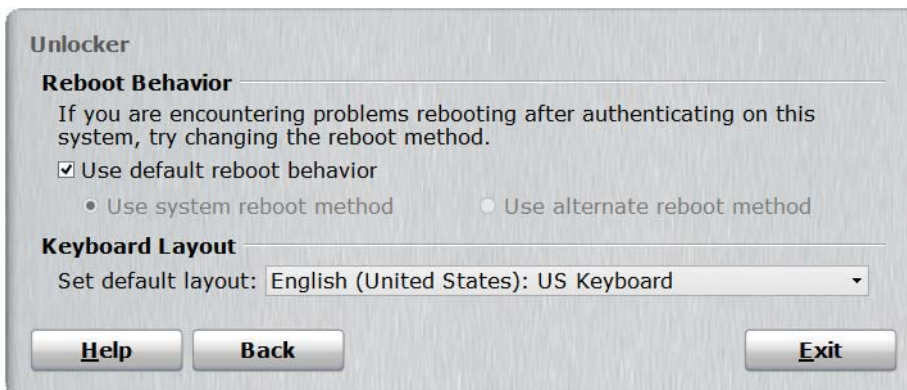 Unlocker
Reboot Behavior
If you are encountering problems rebooting after authenticating on this
system, try changing the reboot method.
Use default reboot behavior
Use system reboot method Use alternate reboot method
Keyboard Layout
Set default layout: English (United States): US Keyboard
Help Back Exit